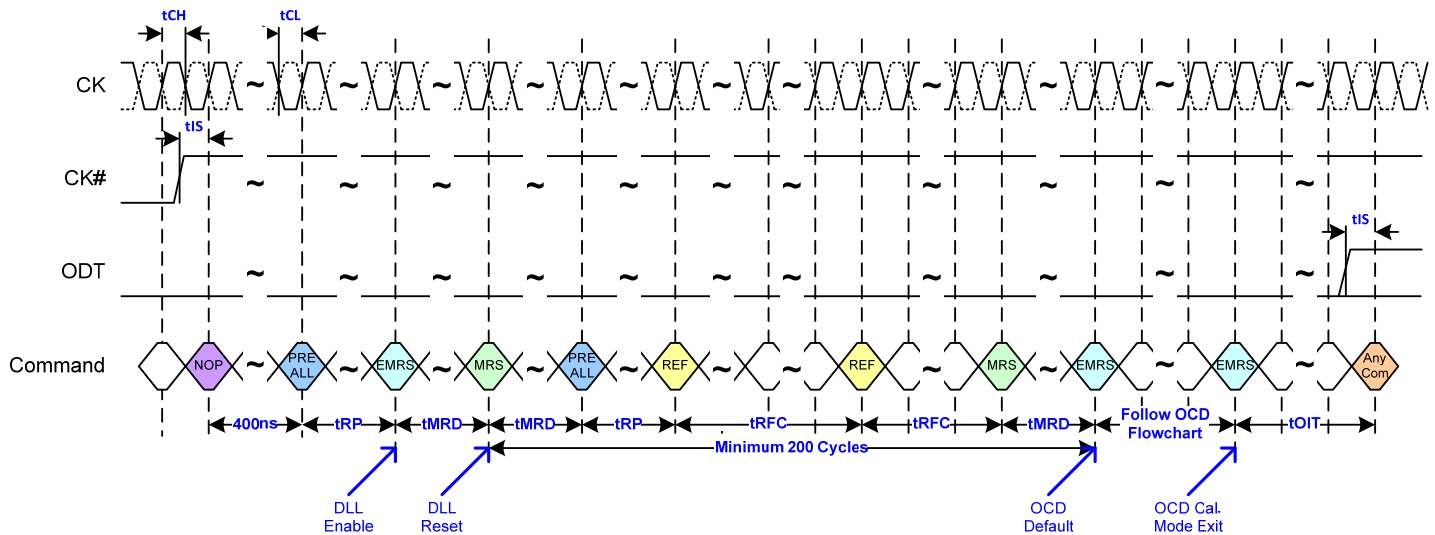 tCH
tCL
CK
tIS
CK#
tIS
ODT
Command
NOP
PRE
ALL
EMRS
MRS
PRE
ALL
REF
REF
MRS
EMRS
EMRS
Any
Com
400ns
tRP
tMRD
tMRD
tRP
tRFC
tRFC
tMRD
Follow OCD
Flowchart
tOIT
Minimum 200 Cycles
DLL
Enable
DLL
Reset
OCD
Default
OCD Cal.
Mode Exit